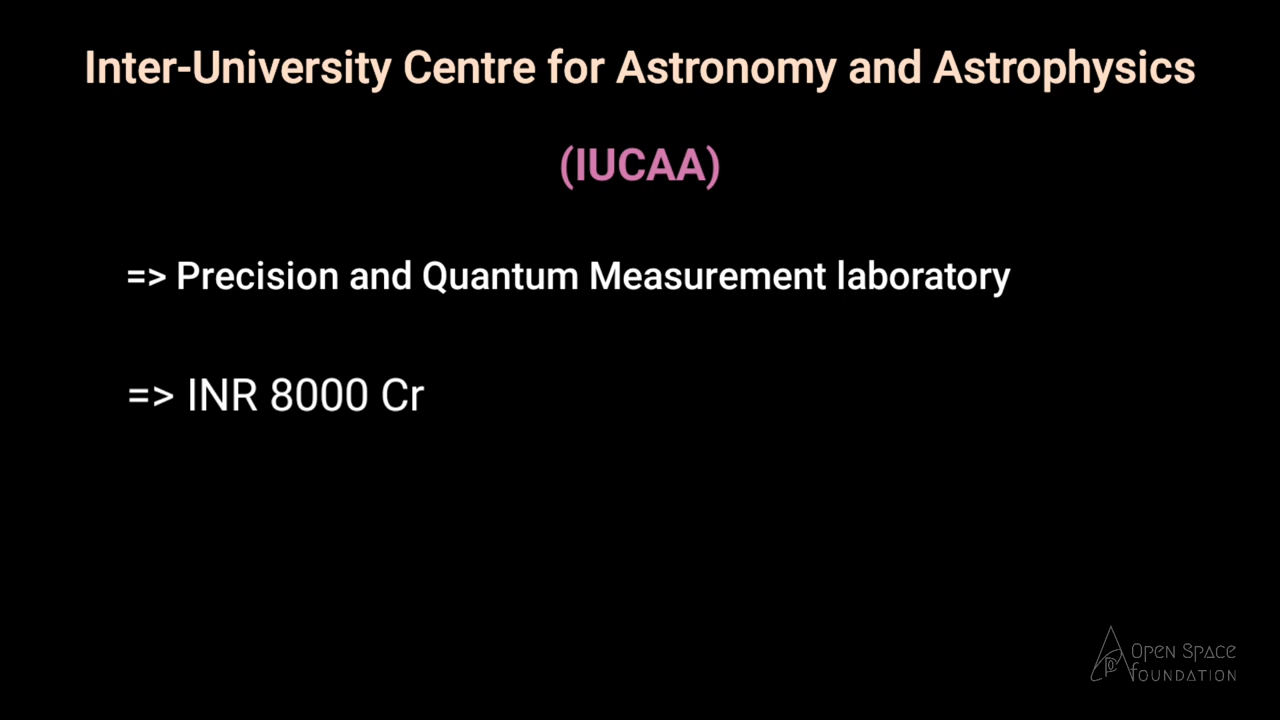 Inter-University Centre for Astronomy and Astrophysics
(IUCAA)
=> Precision and Quantum Measurement laboratory
=> INR 8000 Cr
Open Space
Foundation